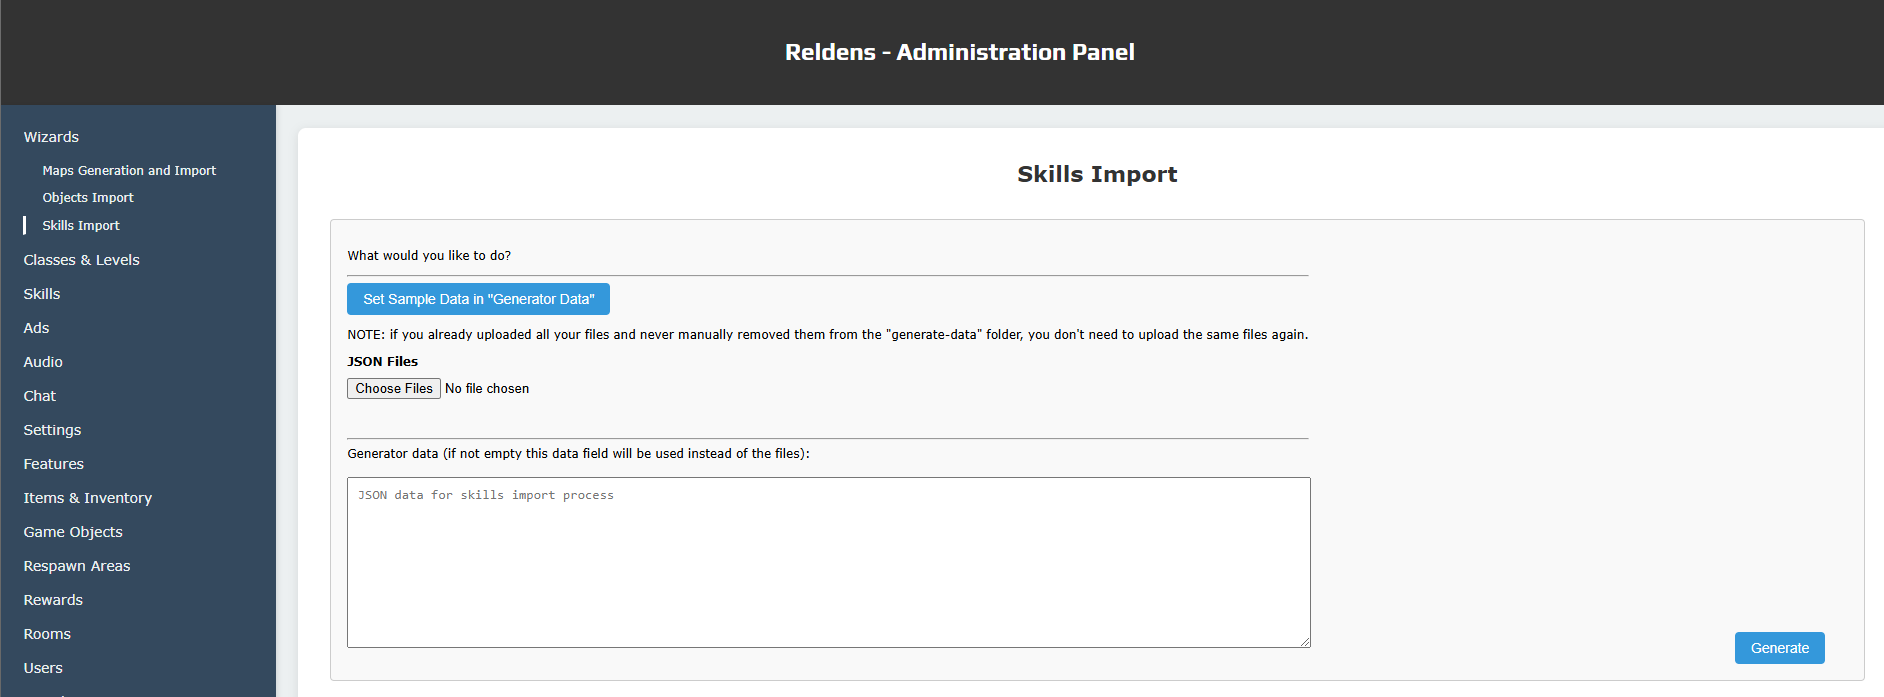 Reldens - Administration Panel
Wizards
Maps Generation and Import
Objects Import
Skills Import
Classes & Levels
Skills
Ads
Audio
Chat
Settings
Features
Items & Inventory
Game Objects
Respawn Areas
Rewards
Rooms
Users
Skills Import
What would you like to do?
Set Sample Data in "Generator Data"
NOTE: if you already uploaded all your files and never manually removed them from the "generate-data" folder, you don't need to upload the same files again.
JSON Files
Choose Files No file chosen
Generator data (if not empty this data field will be used instead of the files):
JSON data for skills import process
Generate